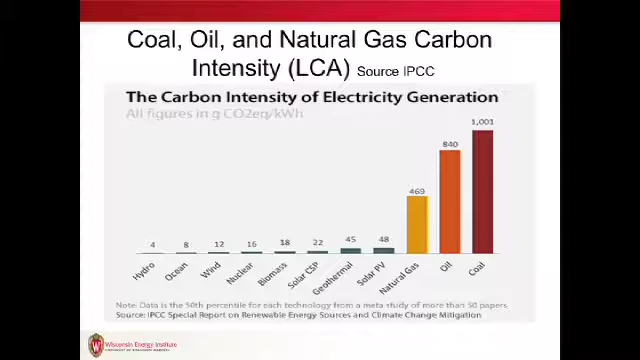 Coal, Oil, and Natural Gas Carbon
Intensity (LCA) Source IPCC
The Carbon Intensity of Electricity Generation
All figures in g CO2eq/kWh
4
8
12
16
18
22
45
48
469
840
1,001
Hydro
Ocean
Wind
Nuclear
Biomass
Solar CSP
Geothermal
Solar PV
Natural Gas
Oil
Coal
Note: Data is the 50th percentile for each technology from a meta study of more than 50 papers
Source: IPCC Special Report on Renewable Energy Sources and Climate Change Mitigation
Wisconsin Energy Institute
UNIVERSITY OF WISCONSIN-MADISON